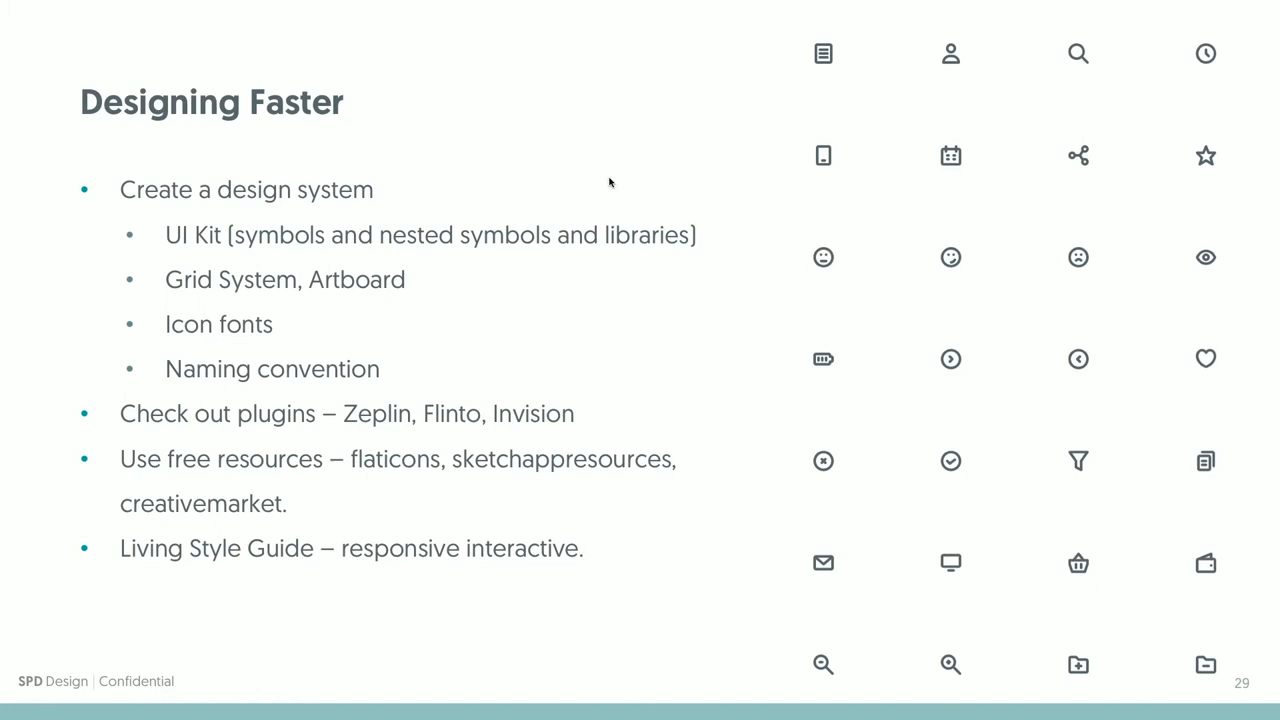 Designing Faster
• Create a design system
• UI Kit (symbols and nested symbols and libraries)
• Grid System, Artboard
• Icon fonts
• Naming convention
• Check out plugins – Zeplin, Flinto, Invision
• Use free resources – flaticons, sketchappresources,
creativemarket.
• Living Style Guide – responsive interactive.
SPD Design | Confidential
29